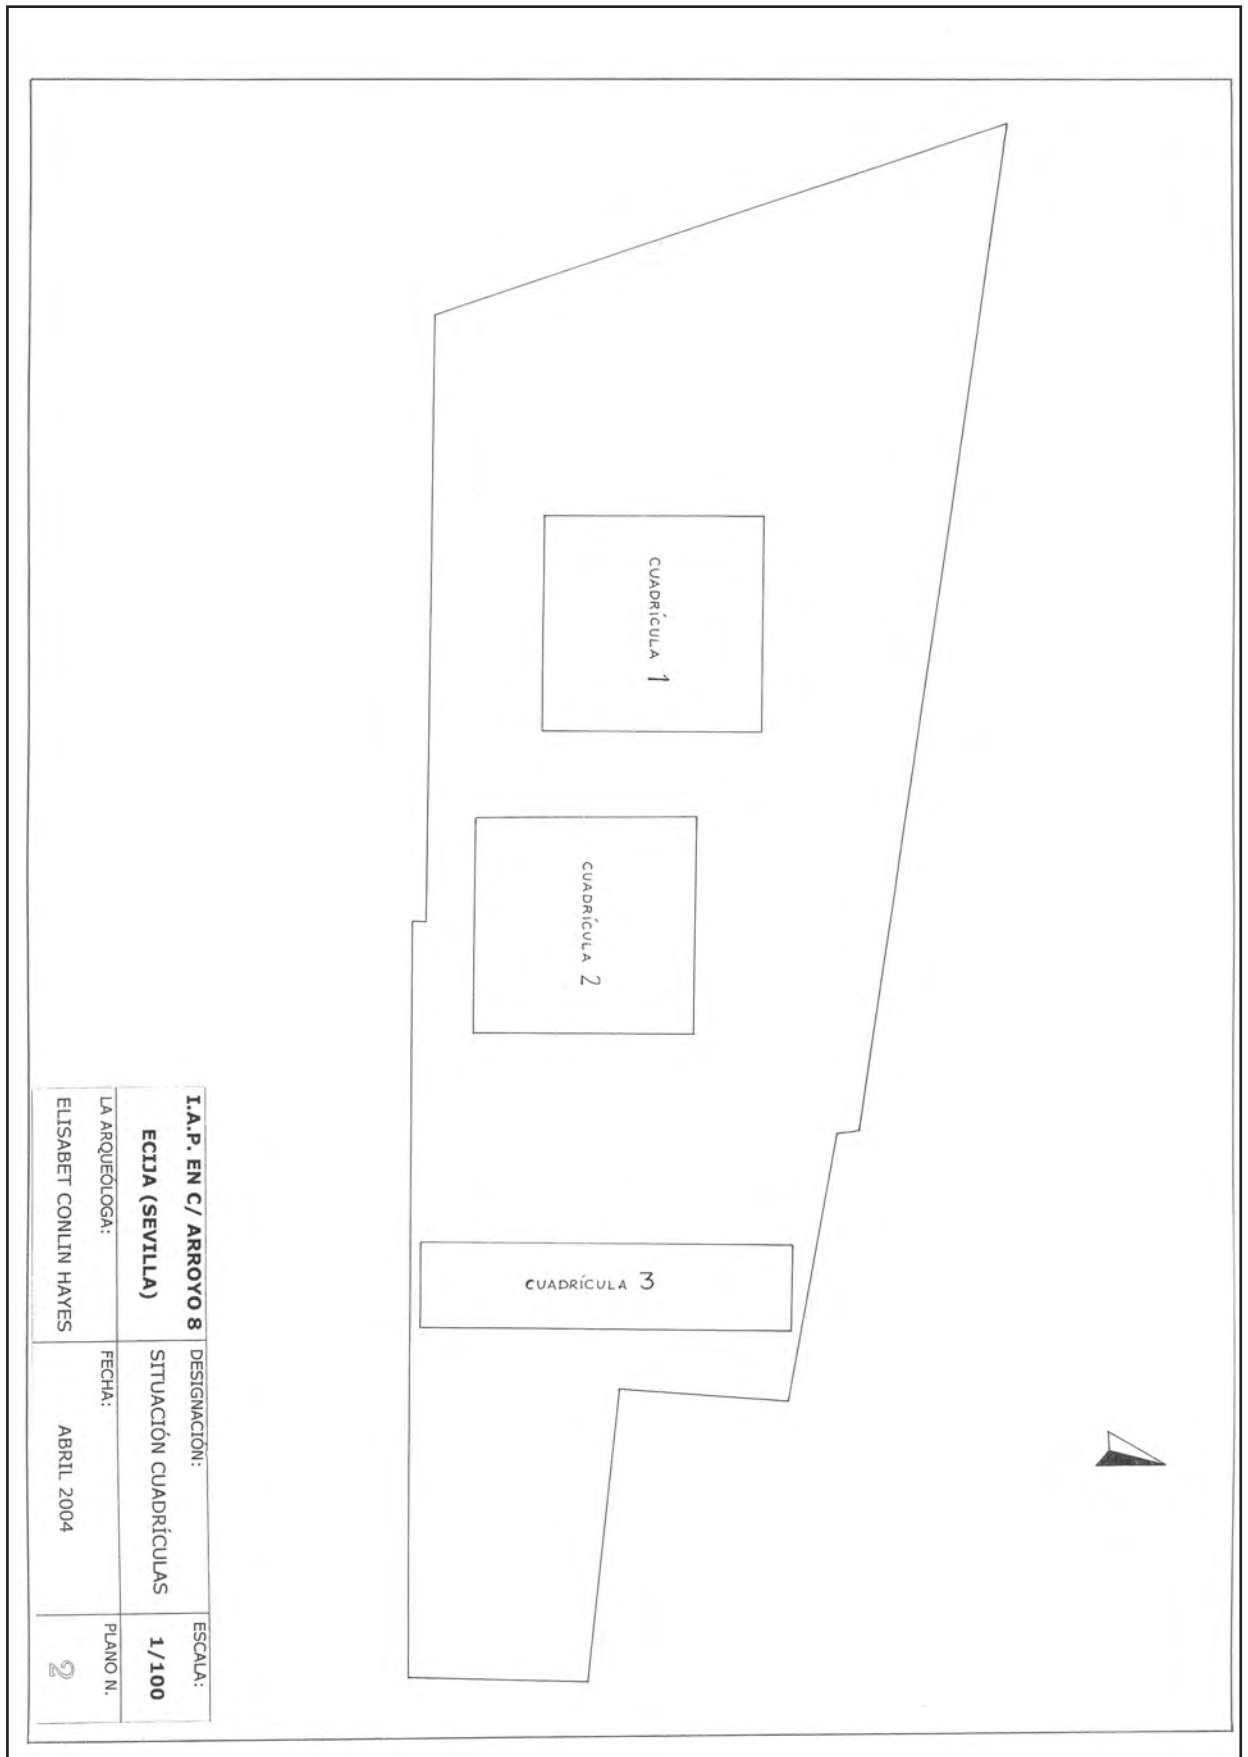 CUADRÍCULA 1
CUADRÍCULA 2
CUADRÍCULA 3
I.A.P. EN C/ ARROYO 8
ECIJA (SEVILLA)
DESIGNACIÓN:
SITUACIÓN CUADRÍCULAS
ESCALA:
1/100
LA ARQUEÓLOGA:
ELISABET CONLIN HAYES
FECHA:
ABRIL 2004
PLANO N.
2